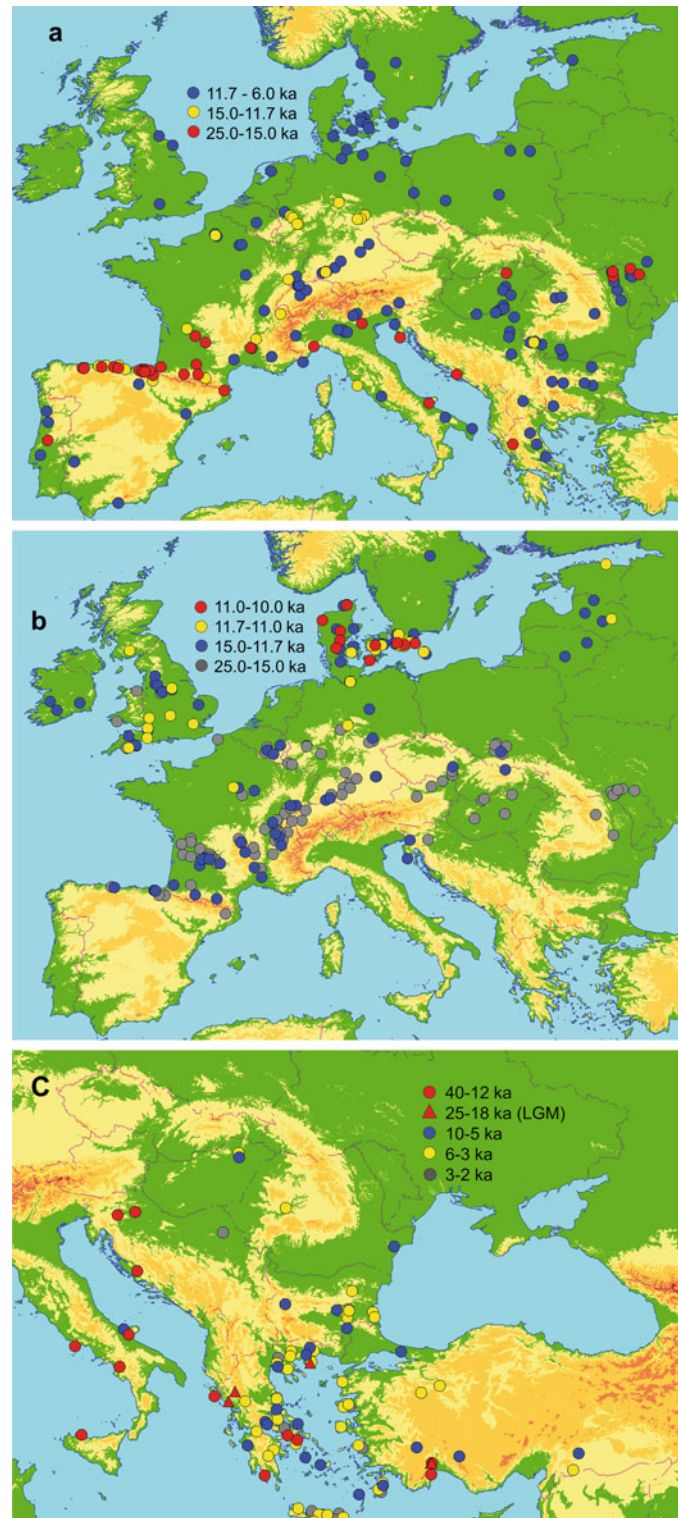 a
11.7 - 6.0 ka
15.0-11.7 ka
25.0-15.0 ka
b
11.0-10.0 ka
11.7-11.0 ka
15.0-11.7 ka
25.0-15.0 ka
C
40-12 ka
25-18 ka (LGM)
10-5 ka
6-3 ka
3-2 ka